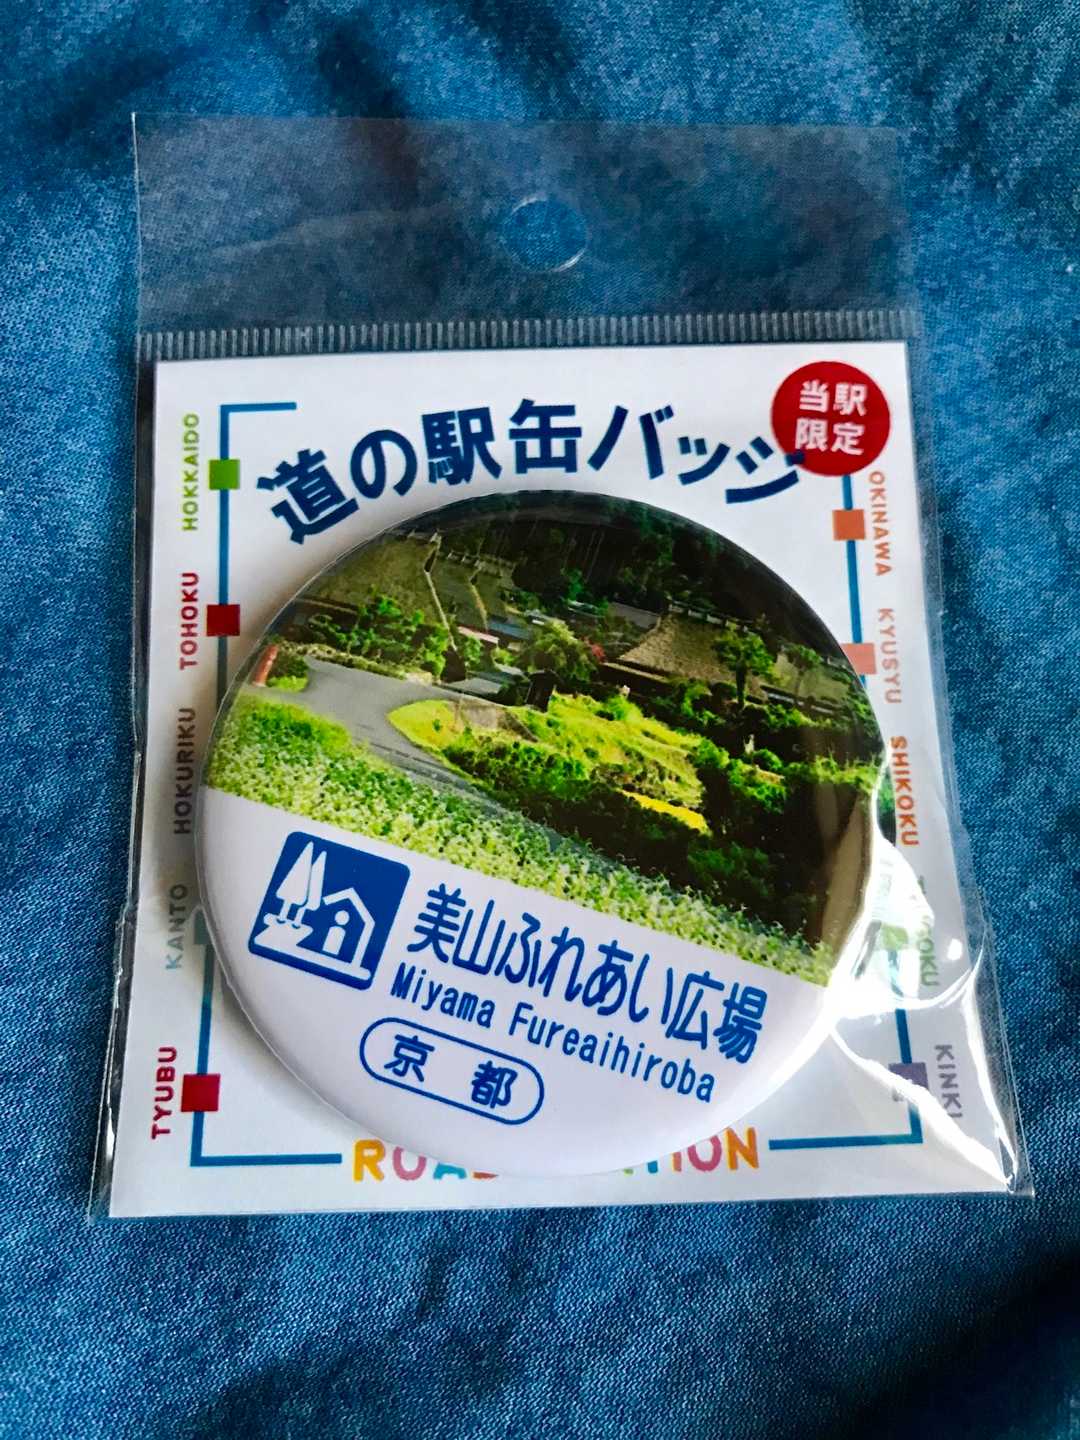 道の駅缶バッジ
当駅
限定
HOKKAIDO
TOHOKU
HOKURIKU
KANTO
TYUBU
OKINAWA
KYUSYU
SHIKOKU
KINKI
美山ふれあい広場
Miyama Fureaihiroba
京都